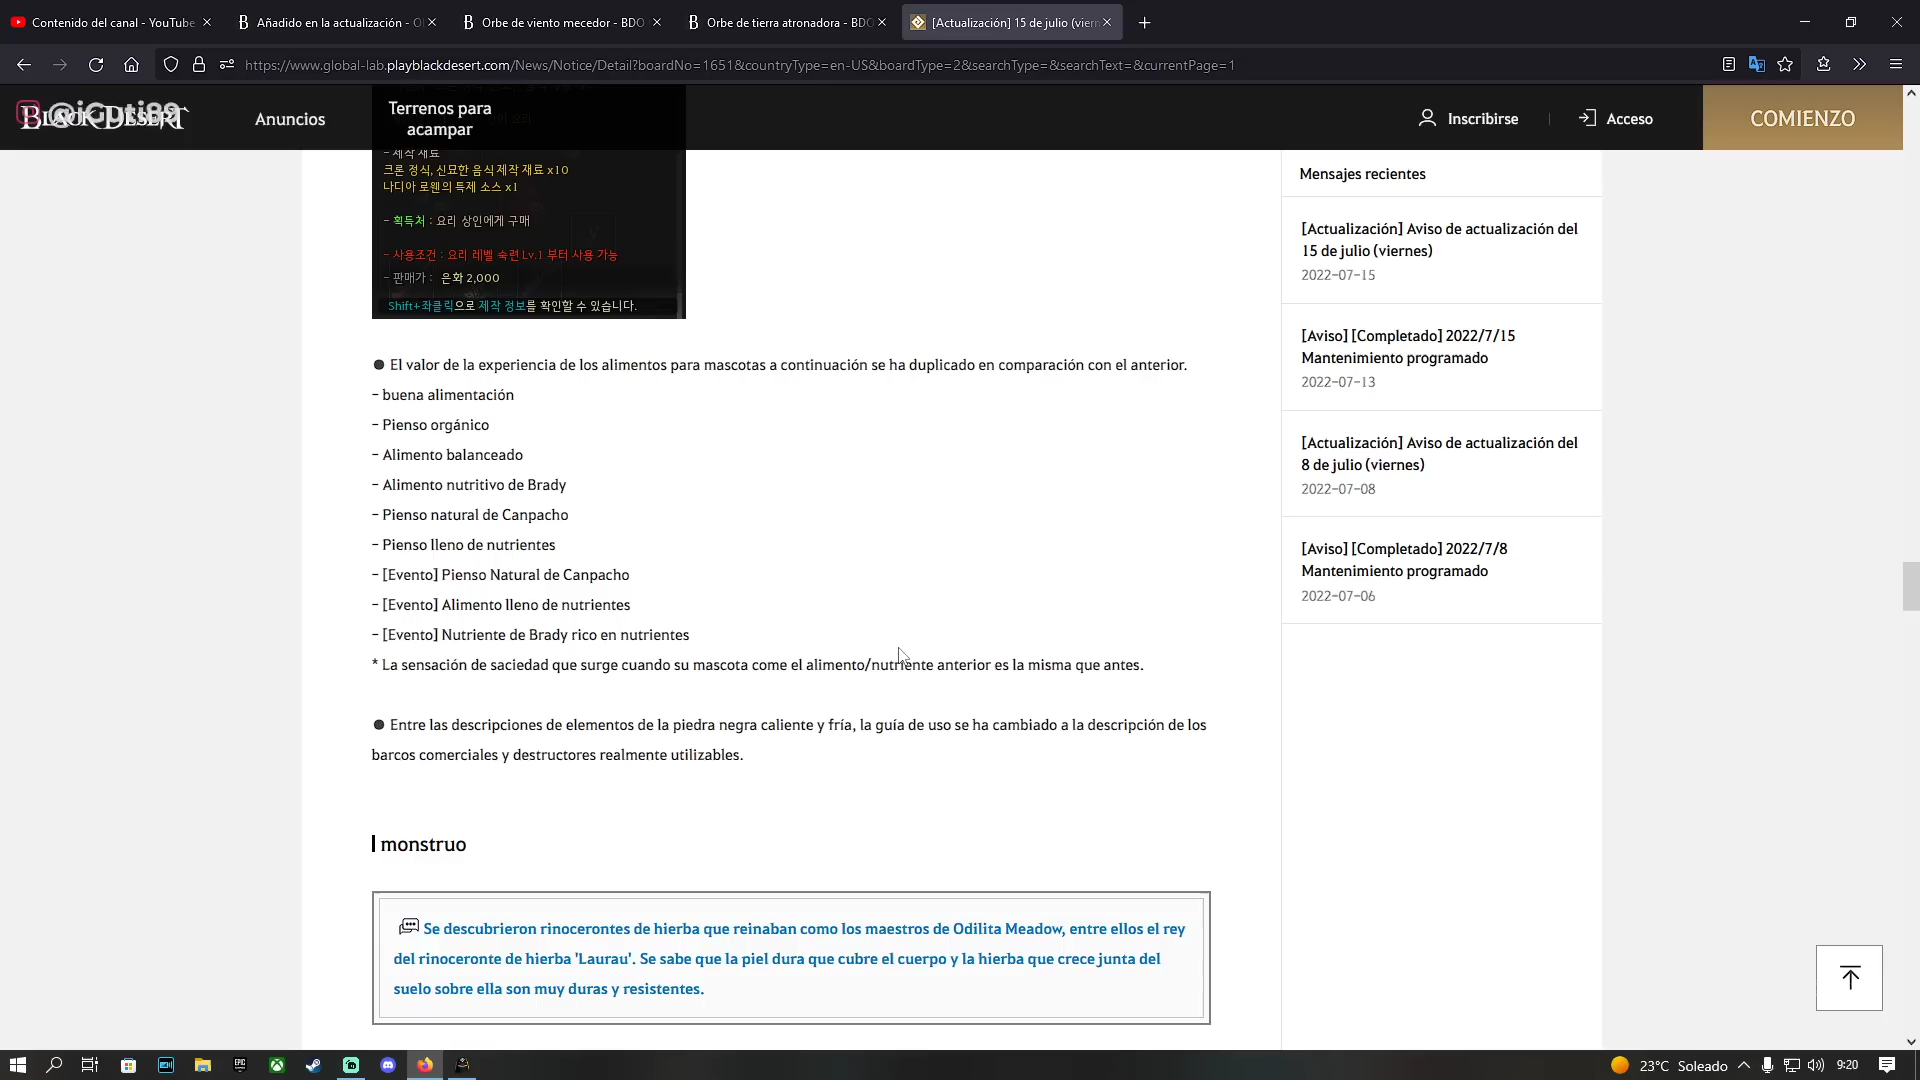 Contenido del canal - YouTube
Añadido en la actualización - O
Orbe de viento mecedor - BDO
Orbe de tierra atronadora - BDO
[Actualización] 15 de julio (viern
https://www.global-lab.playblackdesert.com/News/Notice/Detail?boardNo=1651&countryType=en-US&boardType=2&searchType=&searchText=&currentPage=1
BLACK DESERT
@iGuti89
Anuncios
Terrenos para
acampar
Inscribirse
Acceso
COMIENZO
- 제작 재료
크론 정식, 신묘한 음식 제작 재료 x10
나디아 로웬의 특제 소스 x1
- 획득처 : 요리 상인에게 구매
- 사용조건 : 요리 레벨 숙련 Lv.1 부터 사용 가능
- 판매가 : 은화 2,000
Shift+좌클릭으로 제작 정보를 확인할 수 있습니다.
● El valor de la experiencia de los alimentos para mascotas a continuación se ha duplicado en comparación con el anterior.
- buena alimentación
- Pienso orgánico
- Alimento balanceado
- Alimento nutritivo de Brady
- Pienso natural de Canpacho
- Pienso lleno de nutrientes
- [Evento] Pienso Natural de Canpacho
- [Evento] Alimento lleno de nutrientes
- [Evento] Nutriente de Brady rico en nutrientes
* La sensación de saciedad que surge cuando su mascota come el alimento/nutriente anterior es la misma que antes.
● Entre las descripciones de elementos de la piedra negra caliente y fría, la guía de uso se ha cambiado a la descripción de los
barcos comerciales y destructores realmente utilizables.
monstruo
Se descubrieron rinocerontes de hierba que reinaban como los maestros de Odilita Meadow, entre ellos el rey
del rinoceronte de hierba 'Laurau'. Se sabe que la piel dura que cubre el cuerpo y la hierba que crece junta del
suelo sobre ella son muy duras y resistentes.
Mensajes recientes
[Actualización] Aviso de actualización del
15 de julio (viernes)
2022-07-15
[Aviso] [Completado] 2022/7/15
Mantenimiento programado
2022-07-13
[Actualización] Aviso de actualización del
8 de julio (viernes)
2022-07-08
[Aviso] [Completado] 2022/7/8
Mantenimiento programado
2022-07-06
23°C Soleado
9:20